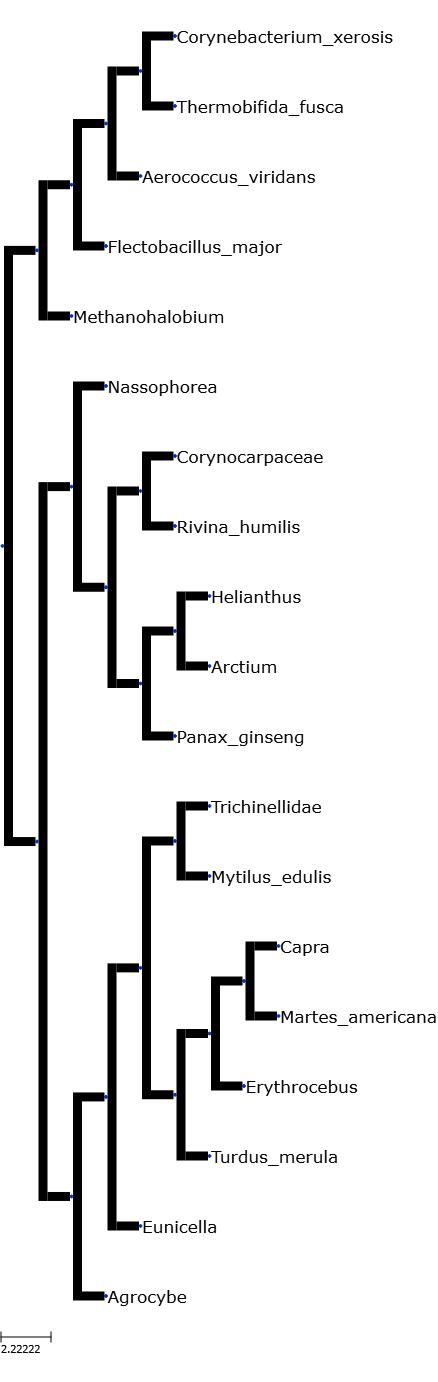 Corynebacterium_xerosis
Thermobifida_fusca
Aerococcus_viridans
Flectobacillus_major
Methanohalobium
Nassophorea
Corynocarpaceae
Rivina_humilis
Helianthus
Arctium
Panax_ginseng
Trichinellidae
Mytilus_edulis
Capra
Martes_americana
Erythrocebus
Turdus_merula
Eunicella
Agrocybe
2.22222